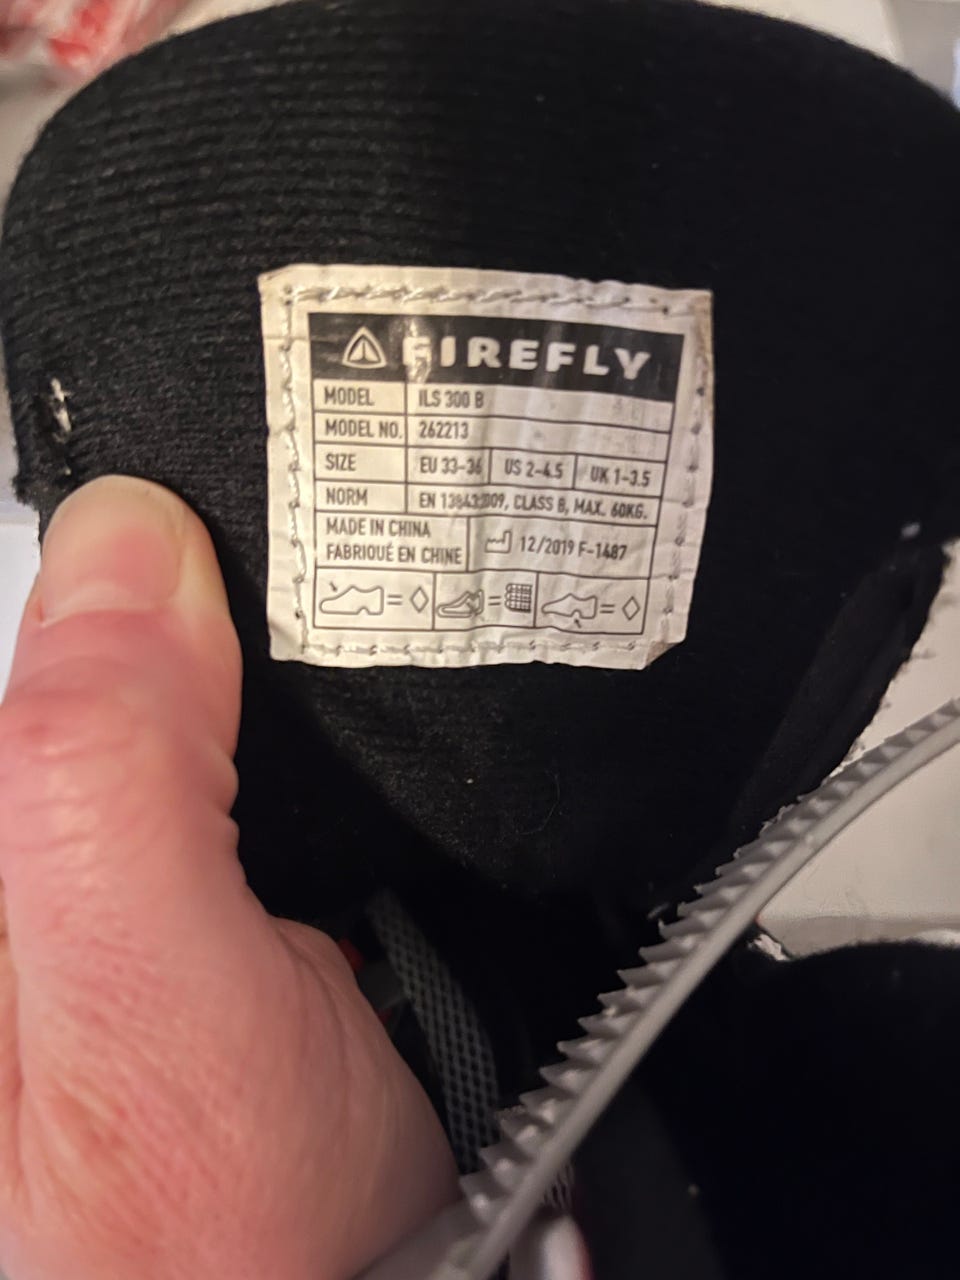 FIREFLY
MODEL ILS 300 B
MODEL NO. 262213
SIZE EU 33-36 US 2-4.5 UK 1-3.5
NORM EN 13843:2009, CLASS B, MAX. 60KG.
MADE IN CHINA
FABRIQUÉ EN CHINE
12/2019 F-1487
= =  =